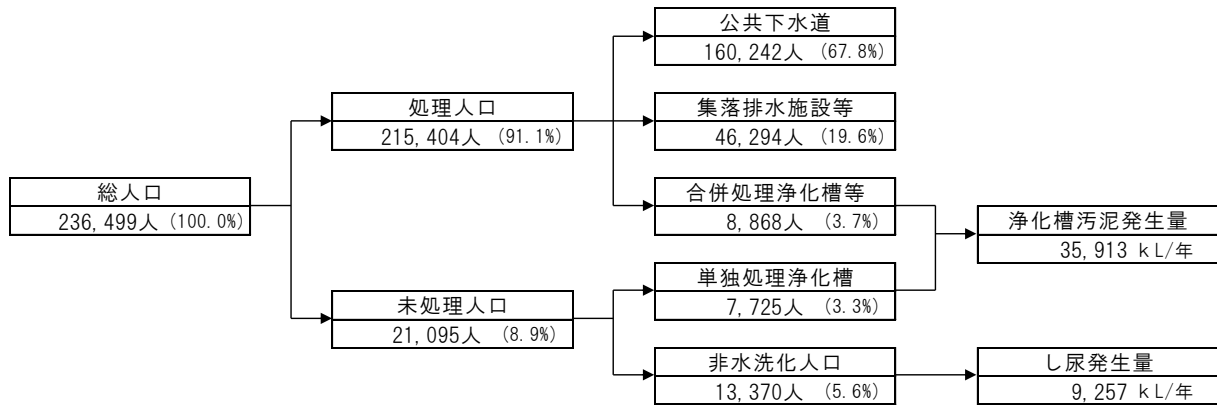 公共下水道
160,242人 (67.8%)
処理人口
215,404人 (91.1%)
集落排水施設等
46,294人 (19.6%)
総人口
236,499人 (100.0%)
合併処理浄化槽等
8,868人 (3.7%)
浄化槽汚泥発生量
35,913 kL/年
未処理人口
21,095人 (8.9%)
単独処理浄化槽
7,725人 (3.3%)
非水洗化人口
13,370人 (5.6%)
し尿発生量
9,257 kL/年